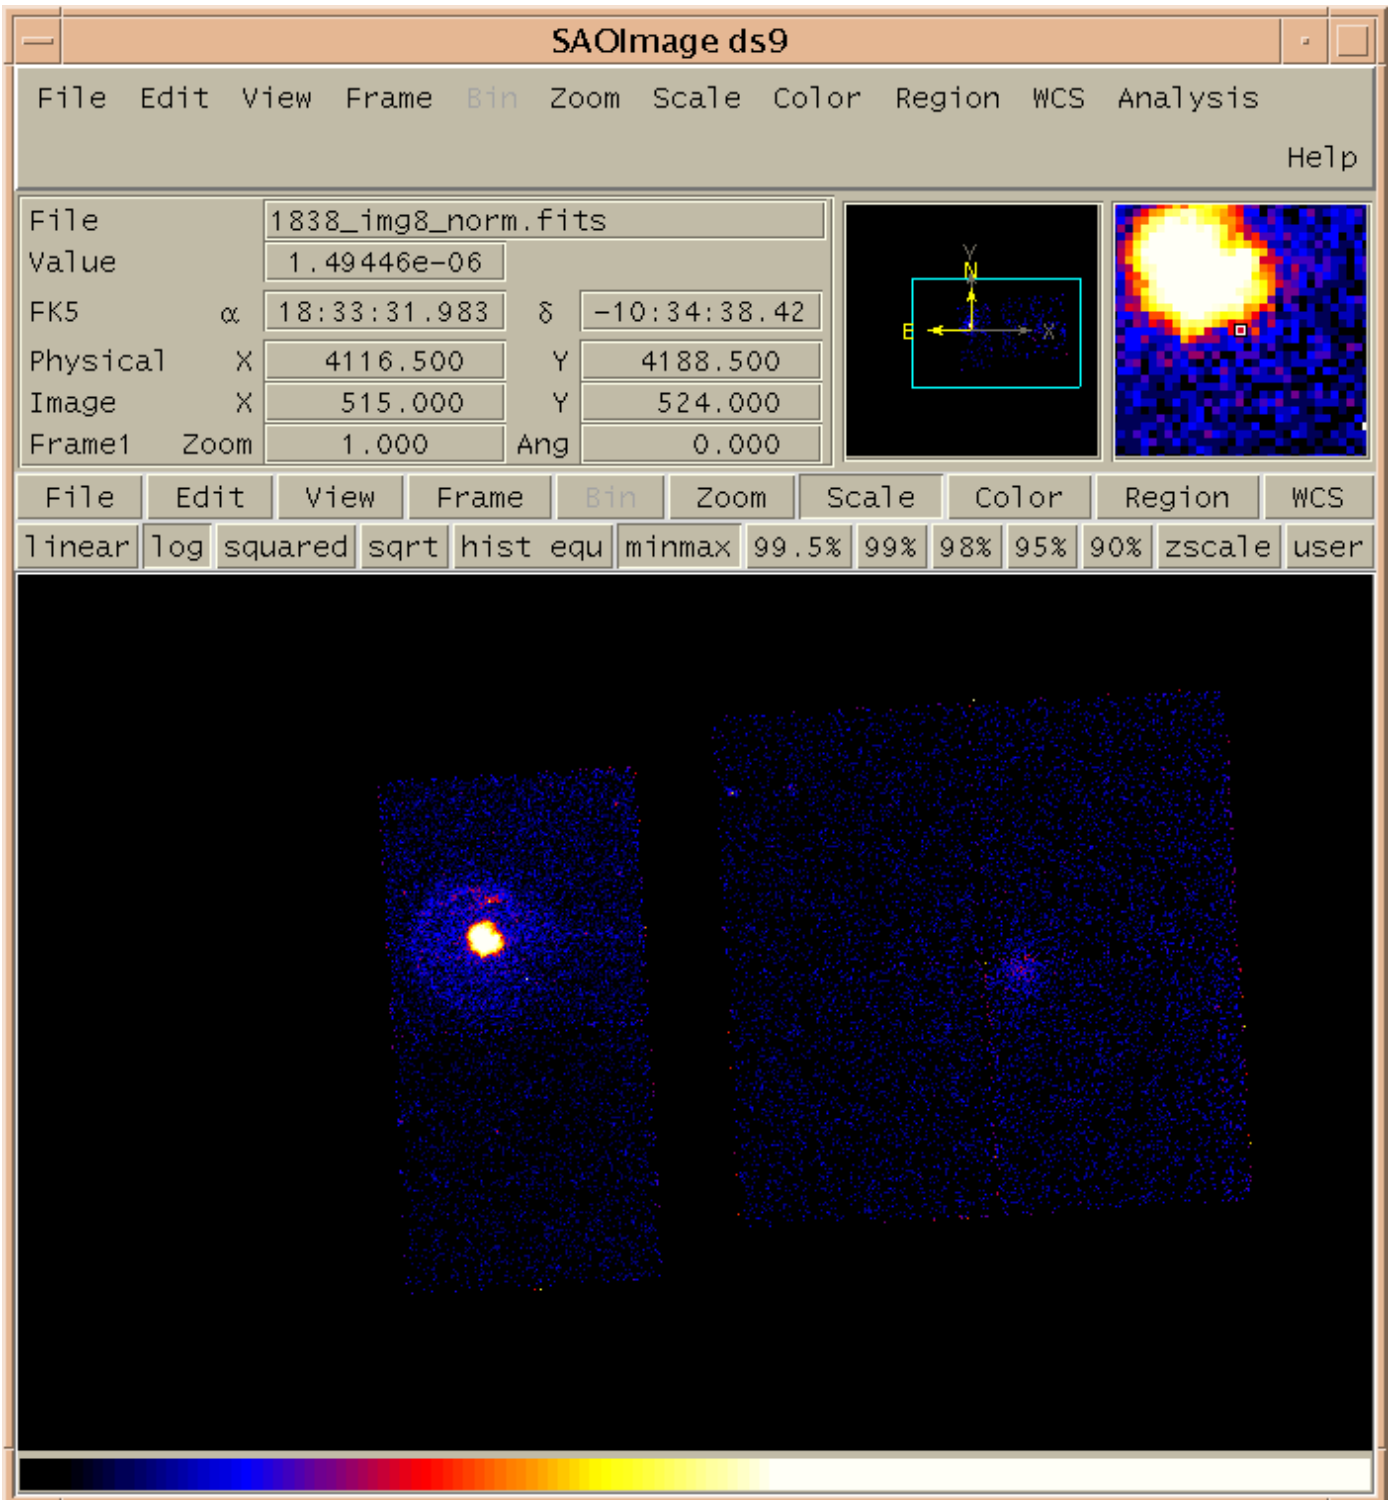 SAOImage ds9
File Edit View Frame Bin Zoom Scale Color Region WCS Analysis
Help
File 1838_img8_norm.fits
Value 1.49446e-06
FK5 α 18:33:31.983 δ -10:34:38.42
Physical X 4116.500 Y 4188.500
Image X 515.000 Y 524.000
Frame1 Zoom 1.000 Ang 0.000
Y
N
E X
File Edit View Frame Bin Zoom Scale Color Region WCS
linear log squared sqrt hist equ minmax 99.5% 99% 98% 95% 90% zscale user